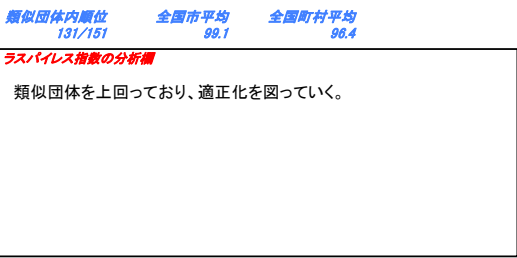 類似団体内順位 全国市平均 全国町村平均
131/151 99.1 96.4
ラスパイレス指数の分析欄
類似団体を上回っており、適正化を図っていく。